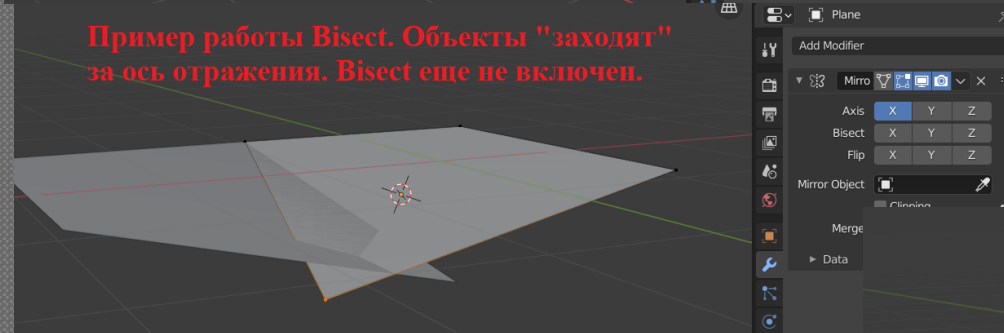 Пример работы Bisect. Объекты "заходят"
за ось отражения. Bisect еще не включен.
Plane
Add Modifier
Mirro
Axis X Y Z
Bisect X Y Z
Flip X Y Z
Mirror Object
Clipping
Merge
Data